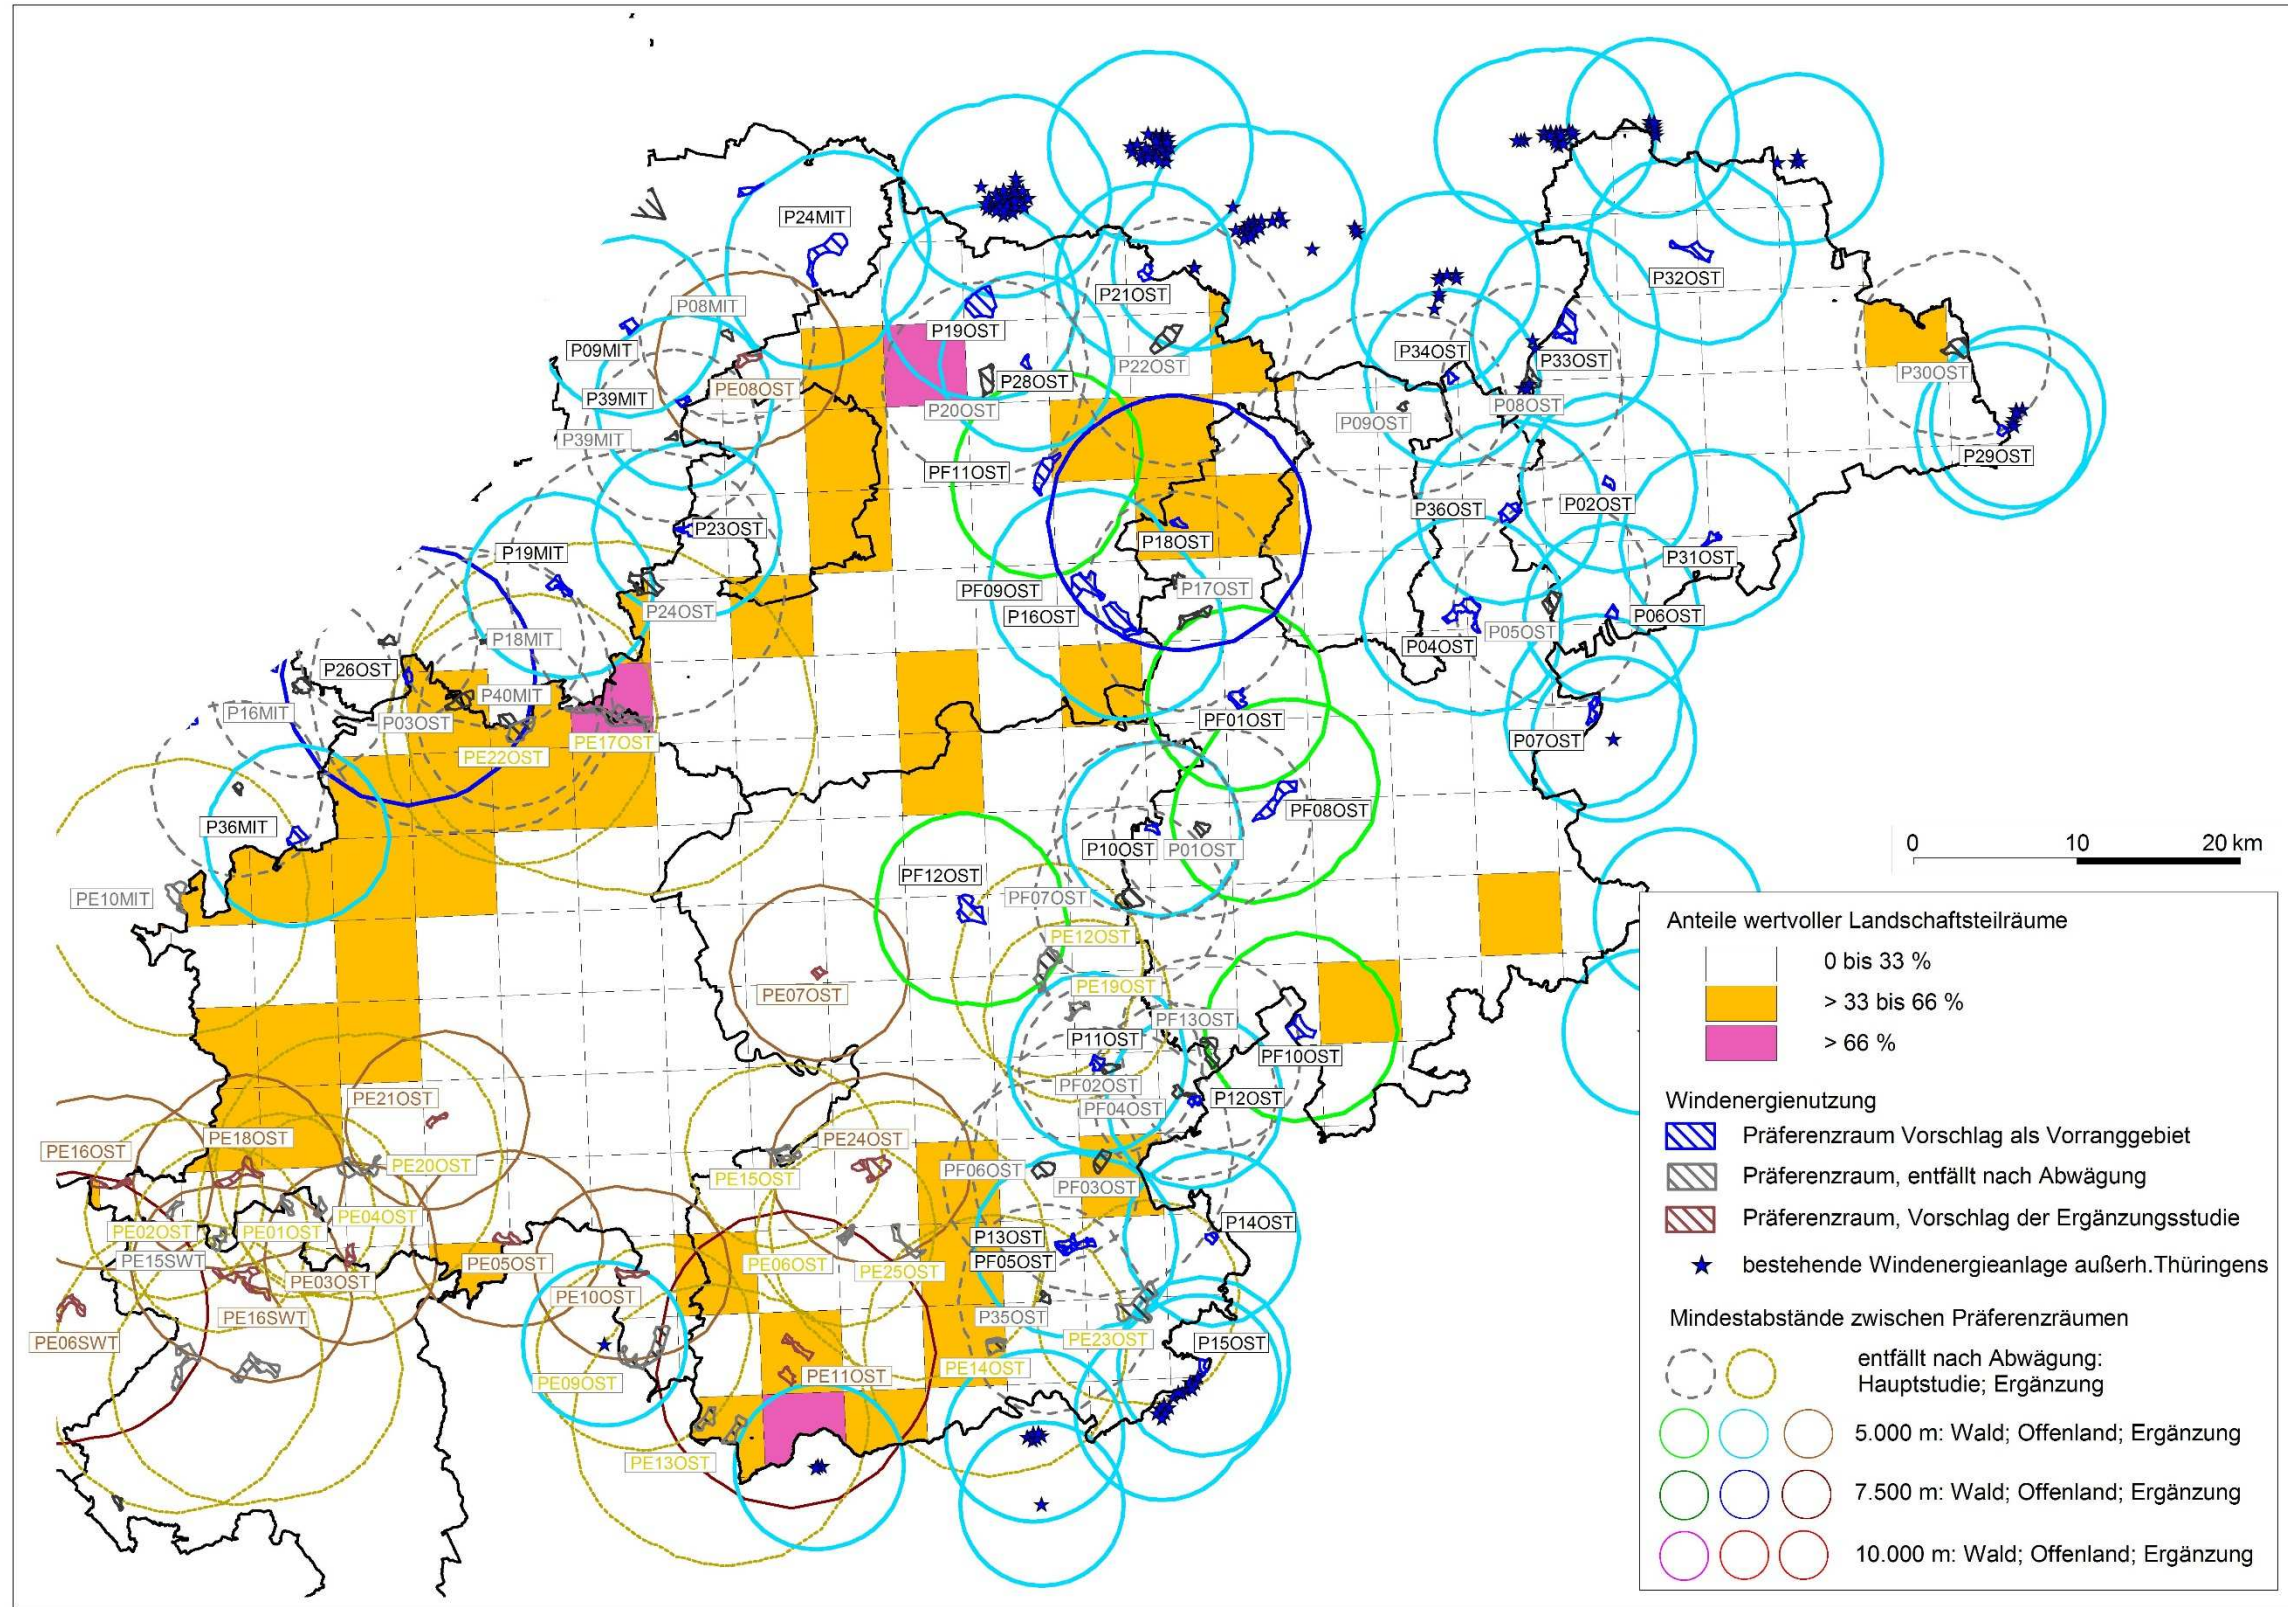 P24MIT
P08MIT
P09MIT
P39MIT
PE08OST
P39MIT
P19OST
P28OST
P20OST
P21OST
P22OST
PF11OST
P34OST
P33OST
P08OST
P09OST
P32OST
P30OST
P29OST
P36OST
P02OST
P31OST
P23OST
P19MIT
P24OST
P18MIT
P26OST
P40MIT
P03OST
P16MIT
PE22OST
PE17OST
P36MIT
PE10MIT
P18OST
PF09OST
P17OST
P16OST
P04OST
P05OST
P06OST
P07OST
PF01OST
PF08OST
P10OST
P01OST
PF12OST
PF07OST
PE12OST
PE07OST
PE19OST
PF13OST
P11OST
PF10OST
PF02OST
PF04OST
P12OST
PE21OST
PE16OST
PE18OST
PE20OST
PE24OST
PE15OST
PF06OST
PF03OST
PE02OST
PE01OST
PE04OST
P14OST
P13OST
PF05OST
PE15SWT
PE03OST
PE05OST
PE06OST
PE25OST
PE10OST
PE16SWT
P35OST
PE06SWT
PE23OST
P15OST
PE14OST
PE11OST
PE09OST
PE13OST
0 10 20 km
Anteile wertvoller Landschaftsteilräume
0 bis 33 %
> 33 bis 66 %
> 66 %
Windenergienutzung
Präferenzraum Vorschlag als Vorranggebiet
Präferenzraum, entfällt nach Abwägung
Präferenzraum, Vorschlag der Ergänzungsstudie
bestehende Windenergieanlage außerh.Thüringens
Mindestabstände zwischen Präferenzräumen
entfällt nach Abwägung:
Hauptstudie; Ergänzung
5.000 m: Wald; Offenland; Ergänzung
7.500 m: Wald; Offenland; Ergänzung
10.000 m: Wald; Offenland; Ergänzung